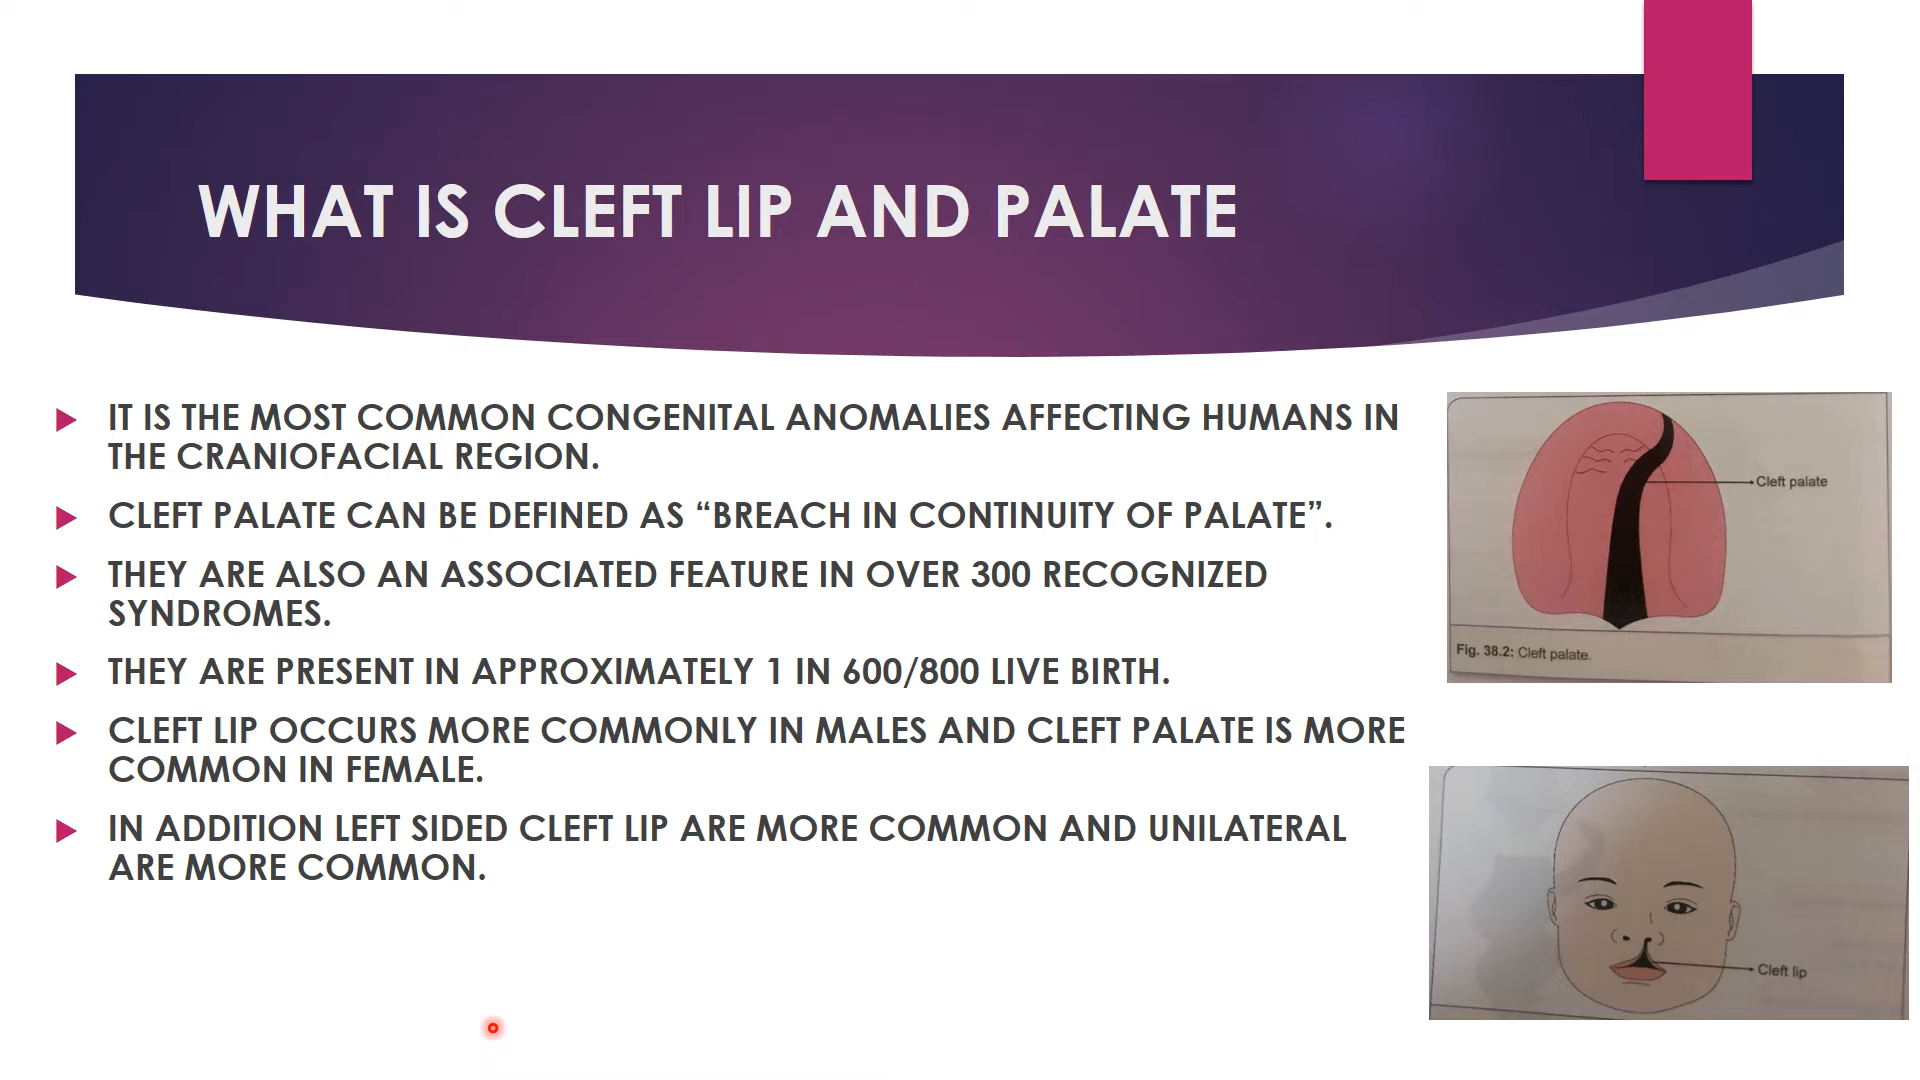 WHAT IS CLEFT LIP AND PALATE
IT IS THE MOST COMMON CONGENITAL ANOMALIES AFFECTING HUMANS IN
THE CRANIOFACIAL REGION.
CLEFT PALATE CAN BE DEFINED AS “BREACH IN CONTINUITY OF PALATE”.
THEY ARE ALSO AN ASSOCIATED FEATURE IN OVER 300 RECOGNIZED
SYNDROMES.
THEY ARE PRESENT IN APPROXIMATELY 1 IN 600/800 LIVE BIRTH.
CLEFT LIP OCCURS MORE COMMONLY IN MALES AND CLEFT PALATE IS MORE
COMMON IN FEMALE.
IN ADDITION LEFT SIDED CLEFT LIP ARE MORE COMMON AND UNILATERAL
ARE MORE COMMON.
Cleft palate
Fig. 38.2: Cleft palate.
Cleft lip